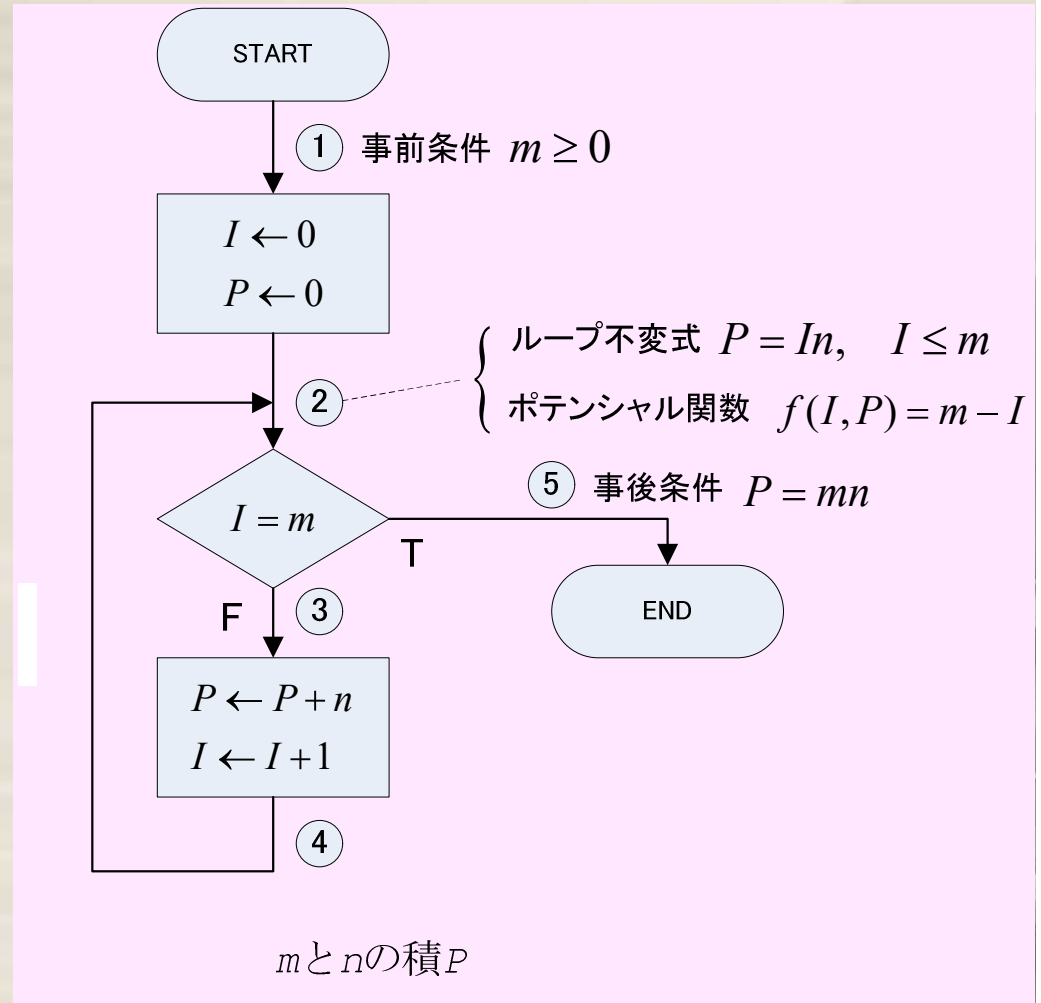 START
① 事前条件 m ≥ 0
I ← 0
P ← 0
ループ不変式 P = In, I ≤ m
② ポテンシャル関数 f(I, P) = m − I
⑤ 事後条件 P = mn
I = m
T
F ③
END
P ← P + n
I ← I + 1
④
mとnの積P